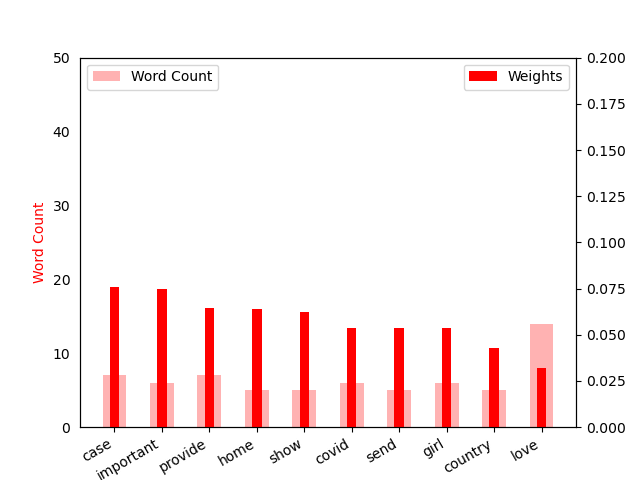 Word Count
Weights
50
40
30
20
10
0
Word Count
0.200
0.175
0.150
0.125
0.100
0.075
0.050
0.025
0.000
case
important
provide
home
show
covid
send
girl
country
love